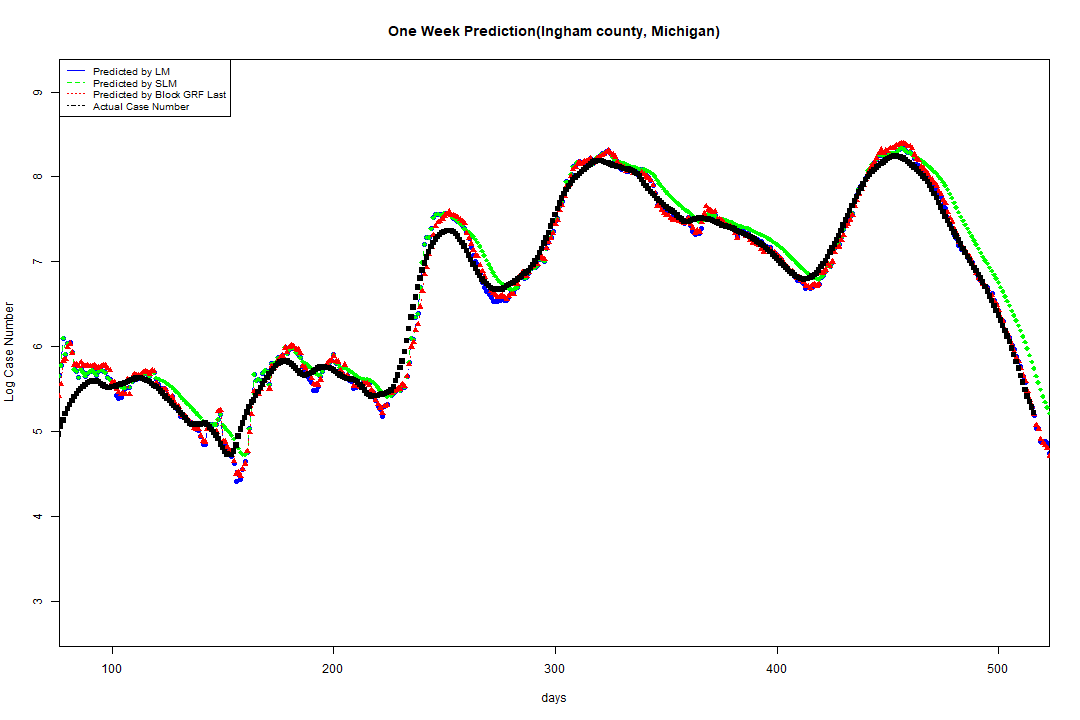 One Week Prediction(Ingham county, Michigan)
Predicted by LM
Predicted by SLM
Predicted by Block GRF Last
Actual Case Number
Log Case Number
9
8
7
6
5
4
3
100 200 300 400 500
days